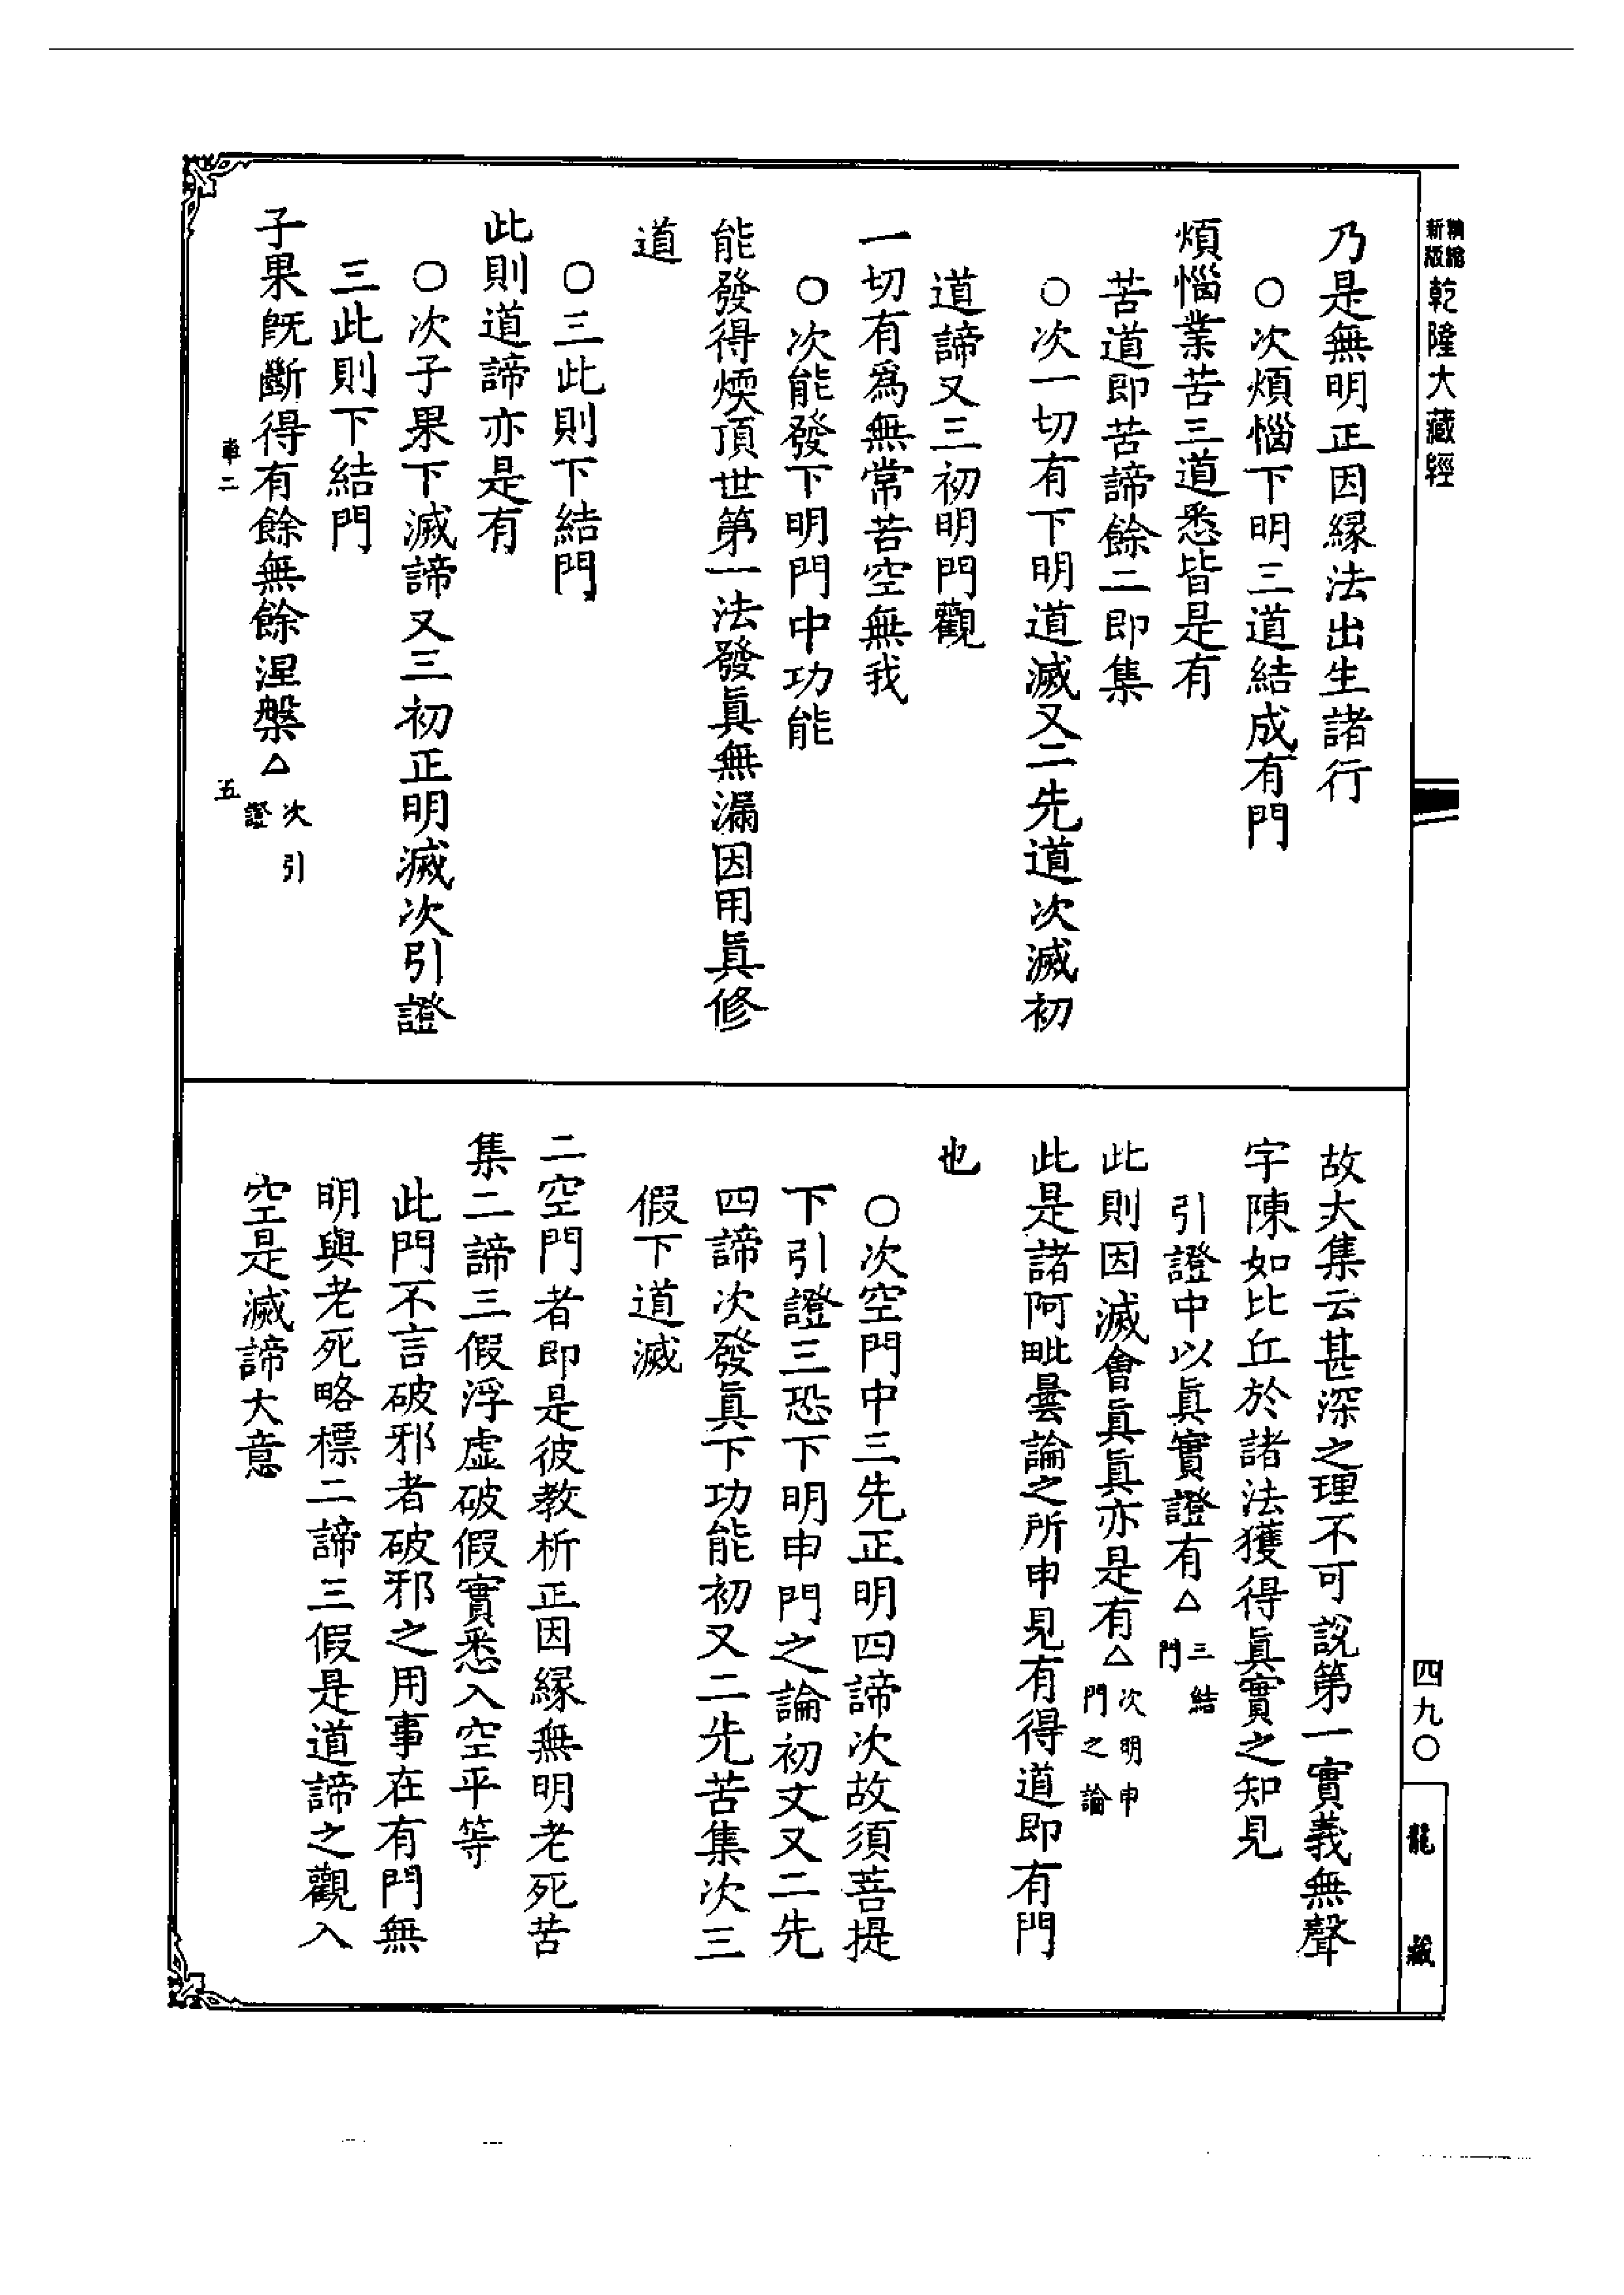 精縮新版乾隆大藏經
乃是無明正因緣法出生諸行
○次煩惱下明三道結成有門
煩惱業苦三道悉皆是有
苦道即苦諦餘二即集
○次一切有下明道滅又二先道次滅初
道諦又三初明門觀
一切有爲無常苦空無我
○次能發下明門中功能
能發得煗頂世第一法發眞無漏因用眞修
道
○三此則下結門
此則道諦亦是有
○次子果下滅諦又三初正明滅次引證
三此則下結門
子果旣斷得有餘無餘涅槃△次引證
車二 五
故大集云甚深之理不可說第一實義無聲
字陳如比丘於諸法獲得眞實之知見
引證中以眞實證有△三結門
此則因滅會眞眞亦是有△次明申門之論
此是諸阿毗曇論之所申見有得道即有門
也
○次空門中三先正明四諦次故須菩提
下引證三恐下明申門之論初文又二先
四諦次發眞下功能初又二先苦集次三
假下道滅
二空門者即是彼教析正因緣無明老死苦
集二諦三假浮虛破假實悉入空平等
此門不言破邪者破邪之用事在有門無
明與老死略標二諦三假是道諦之觀入
空是滅諦大意
四九〇
龍藏